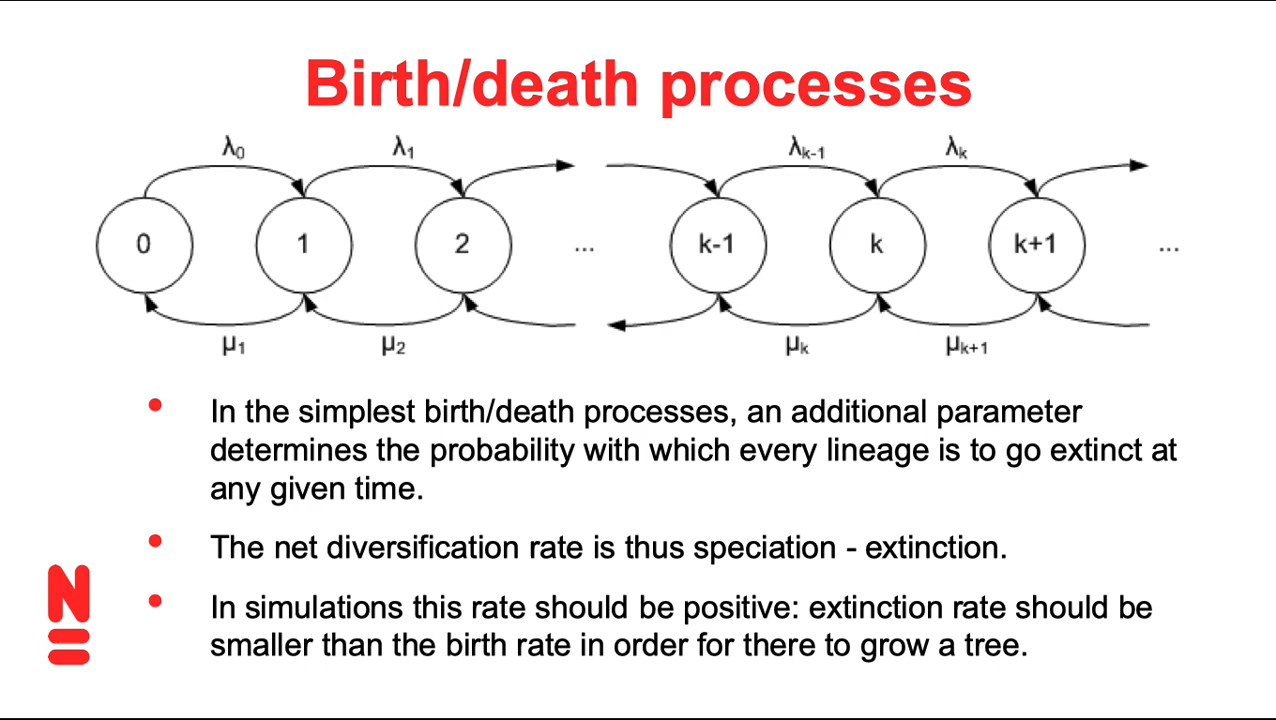 Birth/death processes
λ0 λ1 λk-1 λk
0 1 2 ... k-1 k k+1 ...
μ1 μ2 μk μk+1
• In the simplest birth/death processes, an additional parameter
determines the probability with which every lineage is to go extinct at
any given time.
• The net diversification rate is thus speciation - extinction.
• In simulations this rate should be positive: extinction rate should be
smaller than the birth rate in order for there to grow a tree.
N